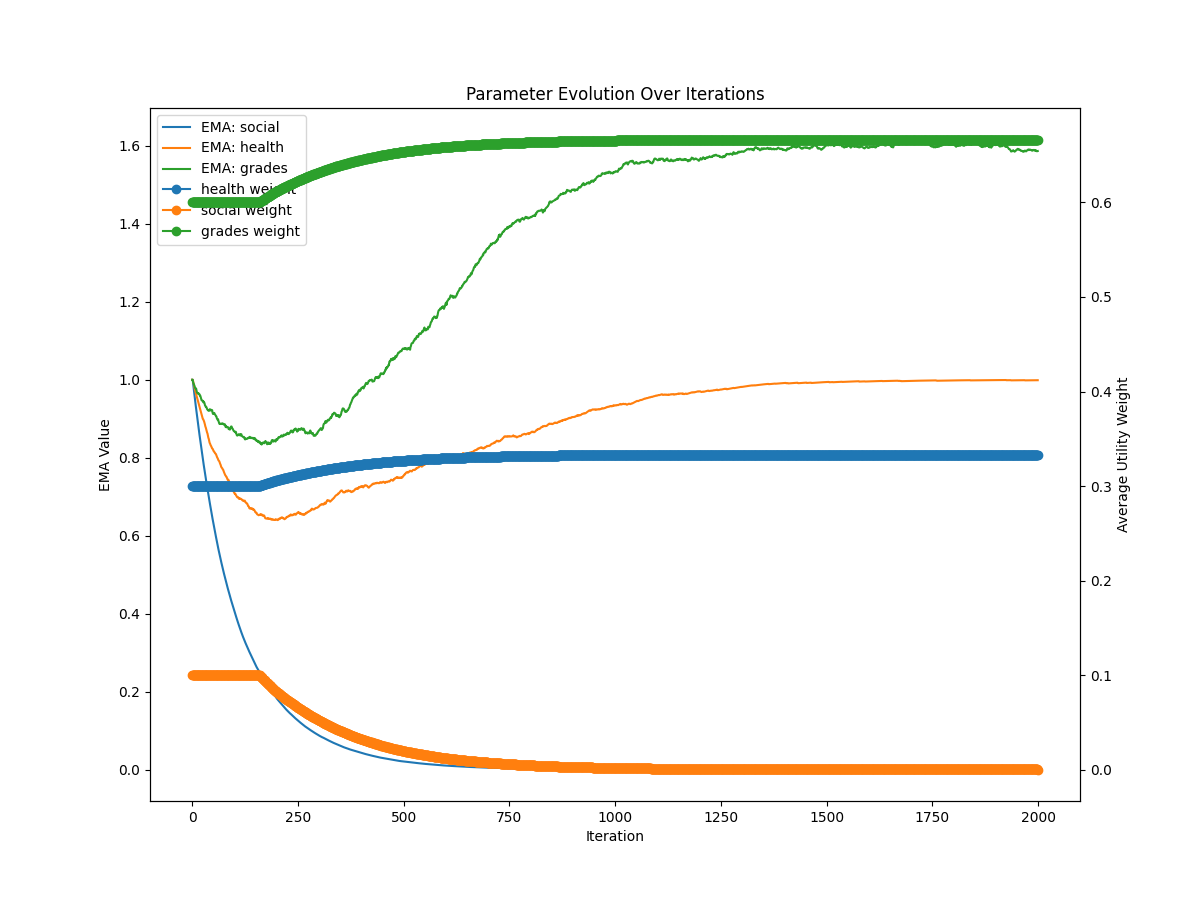 Parameter Evolution Over Iterations
EMA: social
EMA: health
EMA: grades
health weight
social weight
grades weight
1.6
1.4
1.2
1.0
0.8
0.6
0.4
0.2
0.0
EMA Value
0.6
0.5
0.4
0.3
0.2
0.1
0.0
Average Utility Weight
0
250
500
750
1000
1250
1500
1750
2000
Iteration